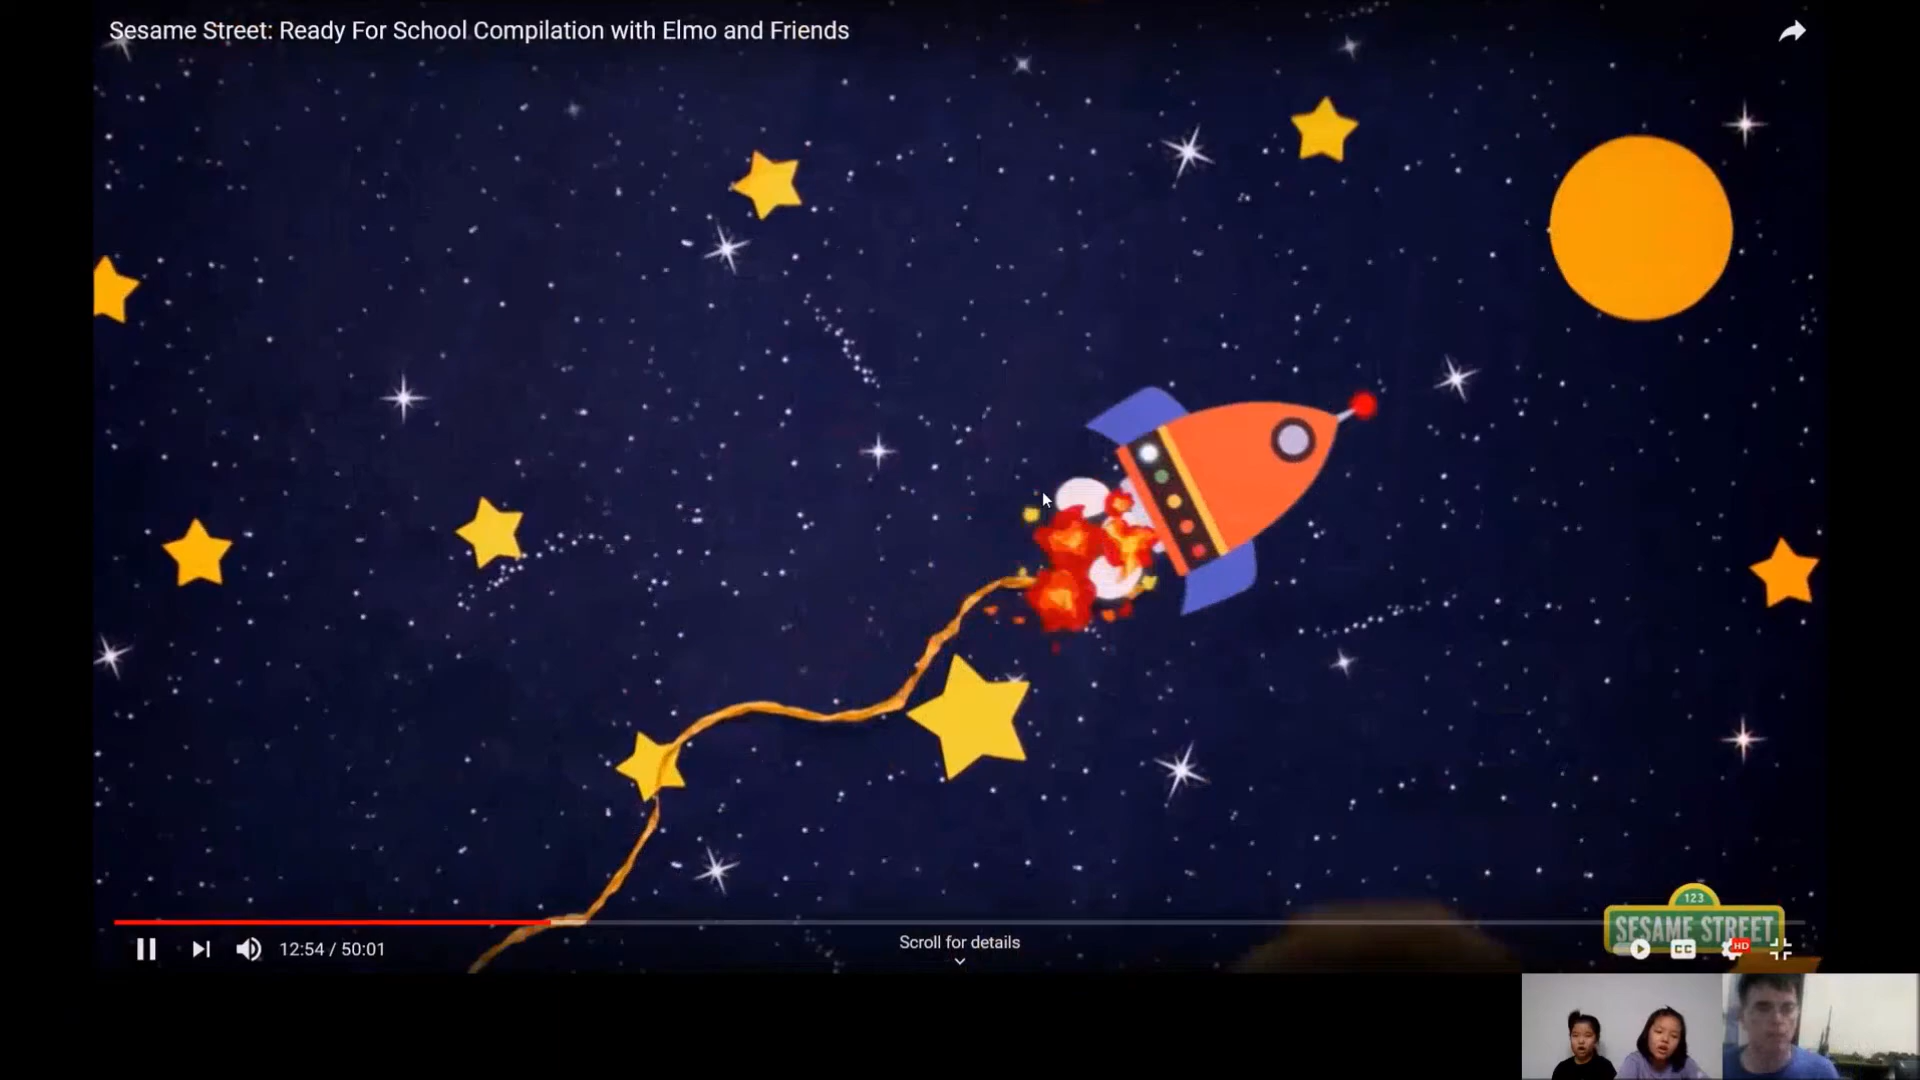 Sesame Street: Ready For School Compilation with Elmo and Friends
123
SESAME STREET
Scroll for details
12:54 / 50:01
CC
HD